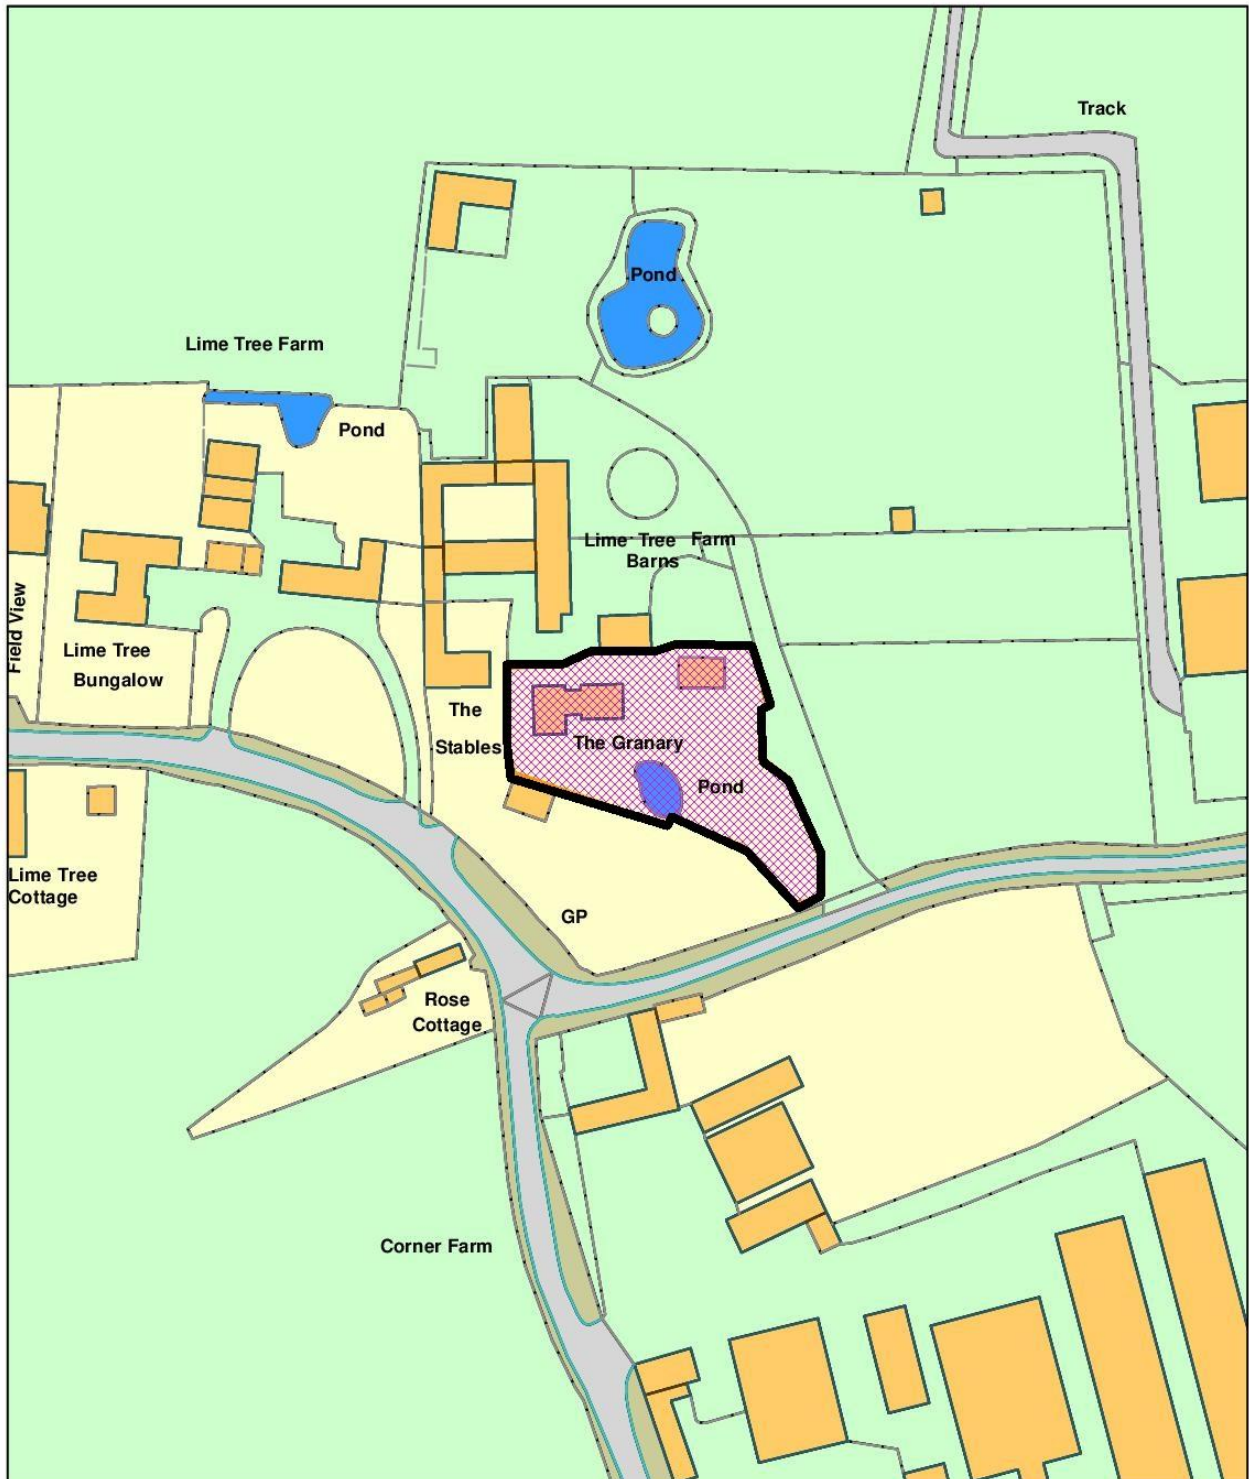 Track
Pond
Lime Tree Farm
Pond
Lime Tree Farm
Barns
Field View
Lime Tree
Bungalow
The
Stables
The Granary
Pond
Lime Tree
Cottage
GP
Rose
Cottage
Corner Farm